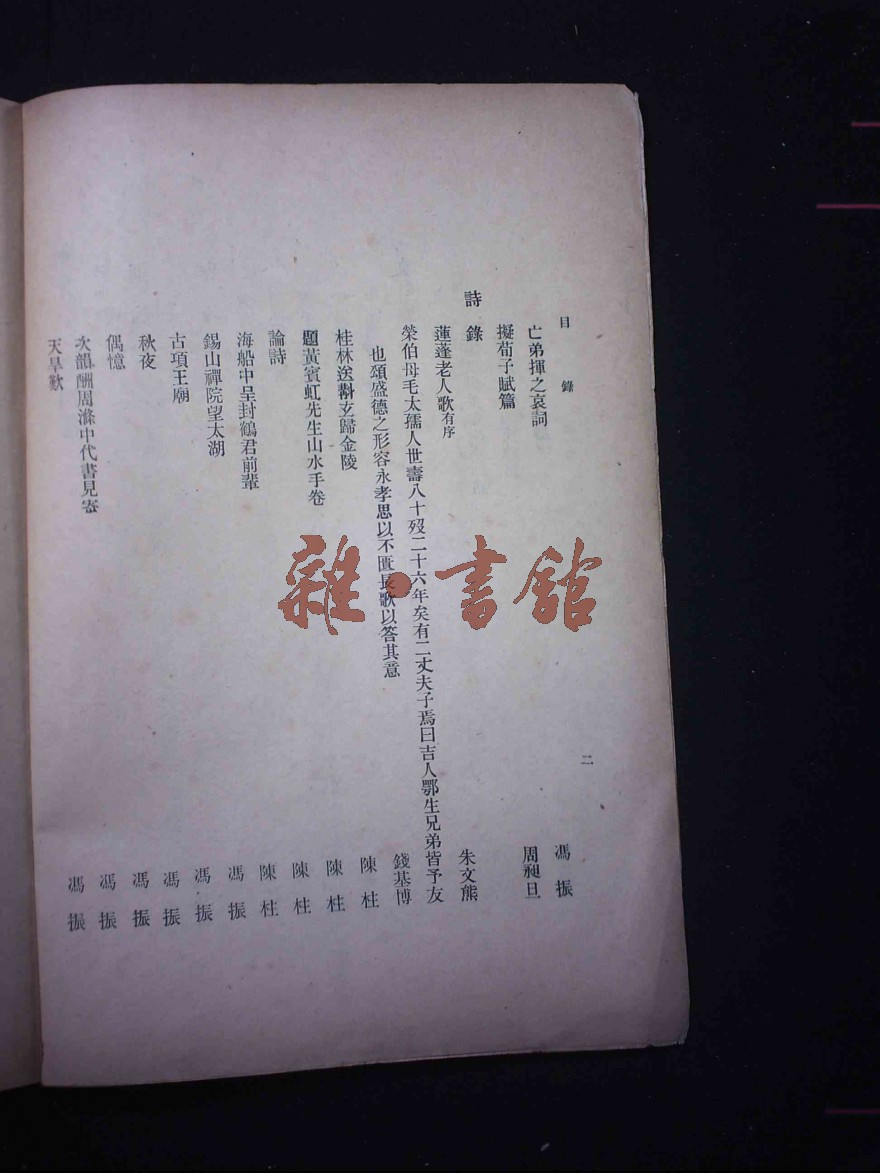 目錄
二
亡弟揮之哀詞 馮振
擬荀子賦篇 周昶旦
詩錄
蓮蓬老人歌有序 朱文熊
榮伯母毛太孺人世壽八十歿二十六年矣有二丈夫子焉曰吉人鄂生兄弟皆予友
也頌盛德之形容永孝思以不匱長歌以答其意 錢基博
桂林送斠玄歸金陵 陳柱
題黃賓虹先生山水手卷 陳柱
論詩 陳柱
海船中呈封鶴君前輩 陳柱
錫山禪院望太湖 馮振
古項王廟 馮振
秋夜 馮振
偶憶 馮振
次韻酬周滌中代書見寄 馮振
天旱歎 馮振
雜·書館